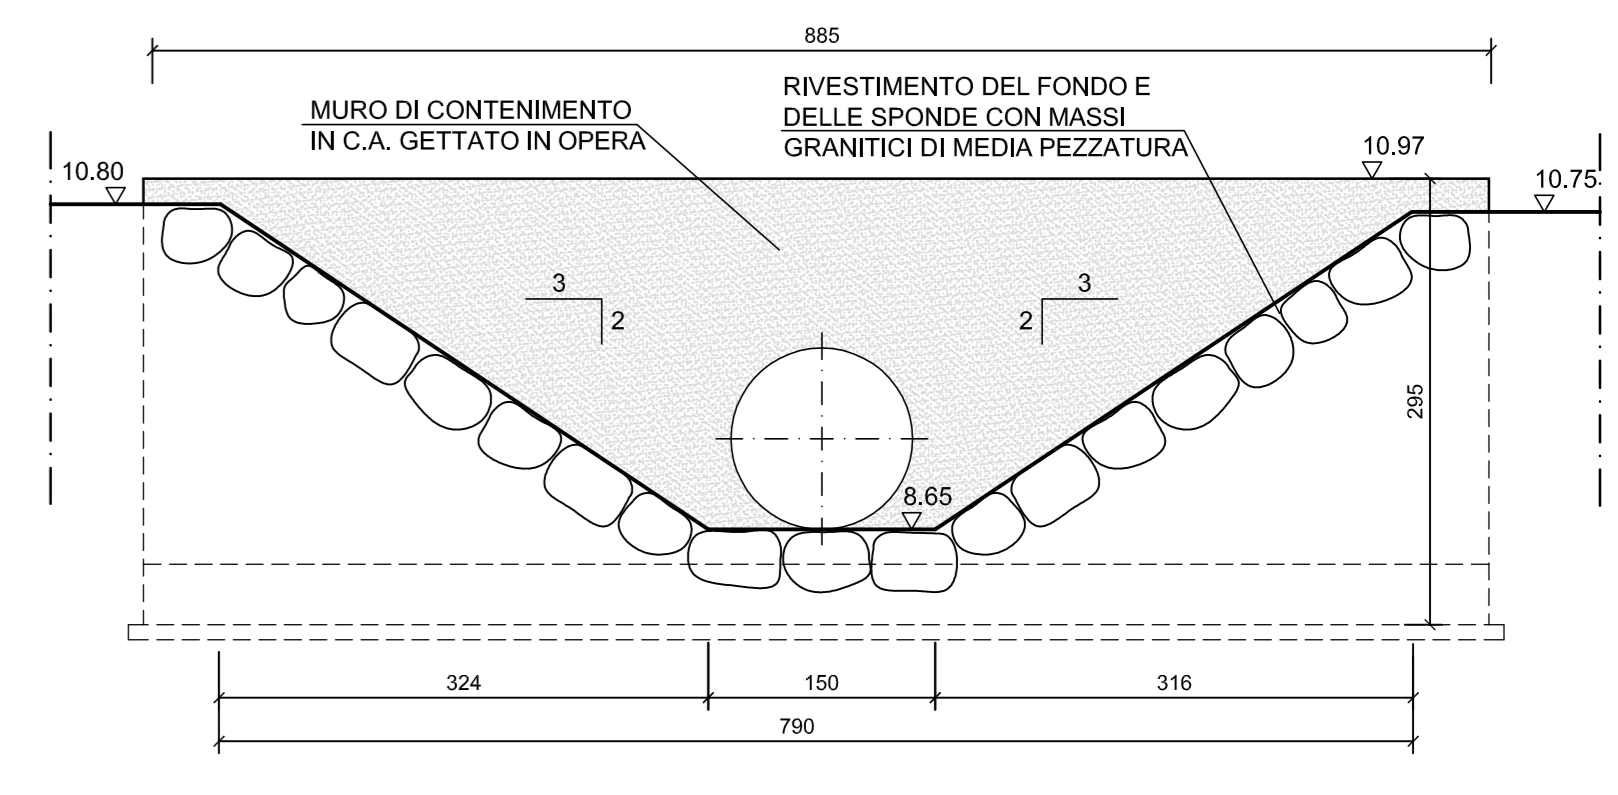 885
RIVESTIMENTO DEL FONDO E
DELLE SPONDE CON MASSI
GRANITICI DI MEDIA PEZZATURA
MURO DI CONTENIMENTO
IN C.A. GETTATO IN OPERA
10.80
10.97
10.75
3
2
3
2
295
8.65
324
150
316
790